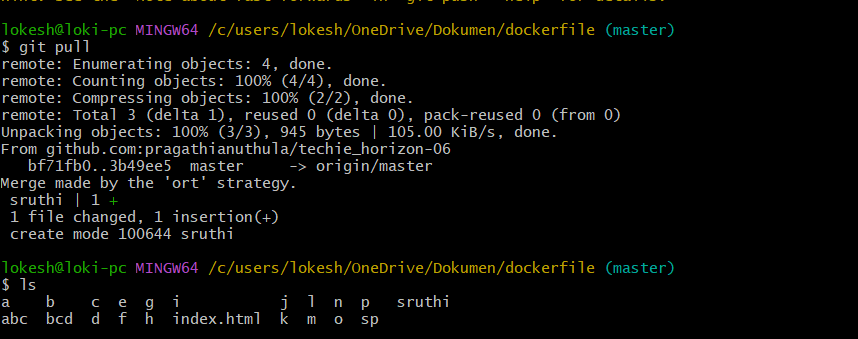 lokesh@loki-pc MINGW64 /c/users/lokesh/OneDrive/Dokumen/dockerfile (master)
$ git pull
remote: Enumerating objects: 4, done.
remote: Counting objects: 100% (4/4), done.
remote: Compressing objects: 100% (2/2), done.
remote: Total 3 (delta 1), reused 0 (delta 0), pack-reused 0 (from 0)
Unpacking objects: 100% (3/3), 945 bytes | 105.00 KiB/s, done.
From github.com:pragathianuthula/techie_horizon-06
   bf71fb0..3b49ee5  master     -> origin/master
Merge made by the 'ort' strategy.
 sruthi | 1 +
 1 file changed, 1 insertion(+)
 create mode 100644 sruthi
lokesh@loki-pc MINGW64 /c/users/lokesh/OneDrive/Dokumen/dockerfile (master)
$ ls
a    b    c  e  g  i           j  l  n  p   sruthi
abc  bcd  d  f  h  index.html  k  m  o  sp